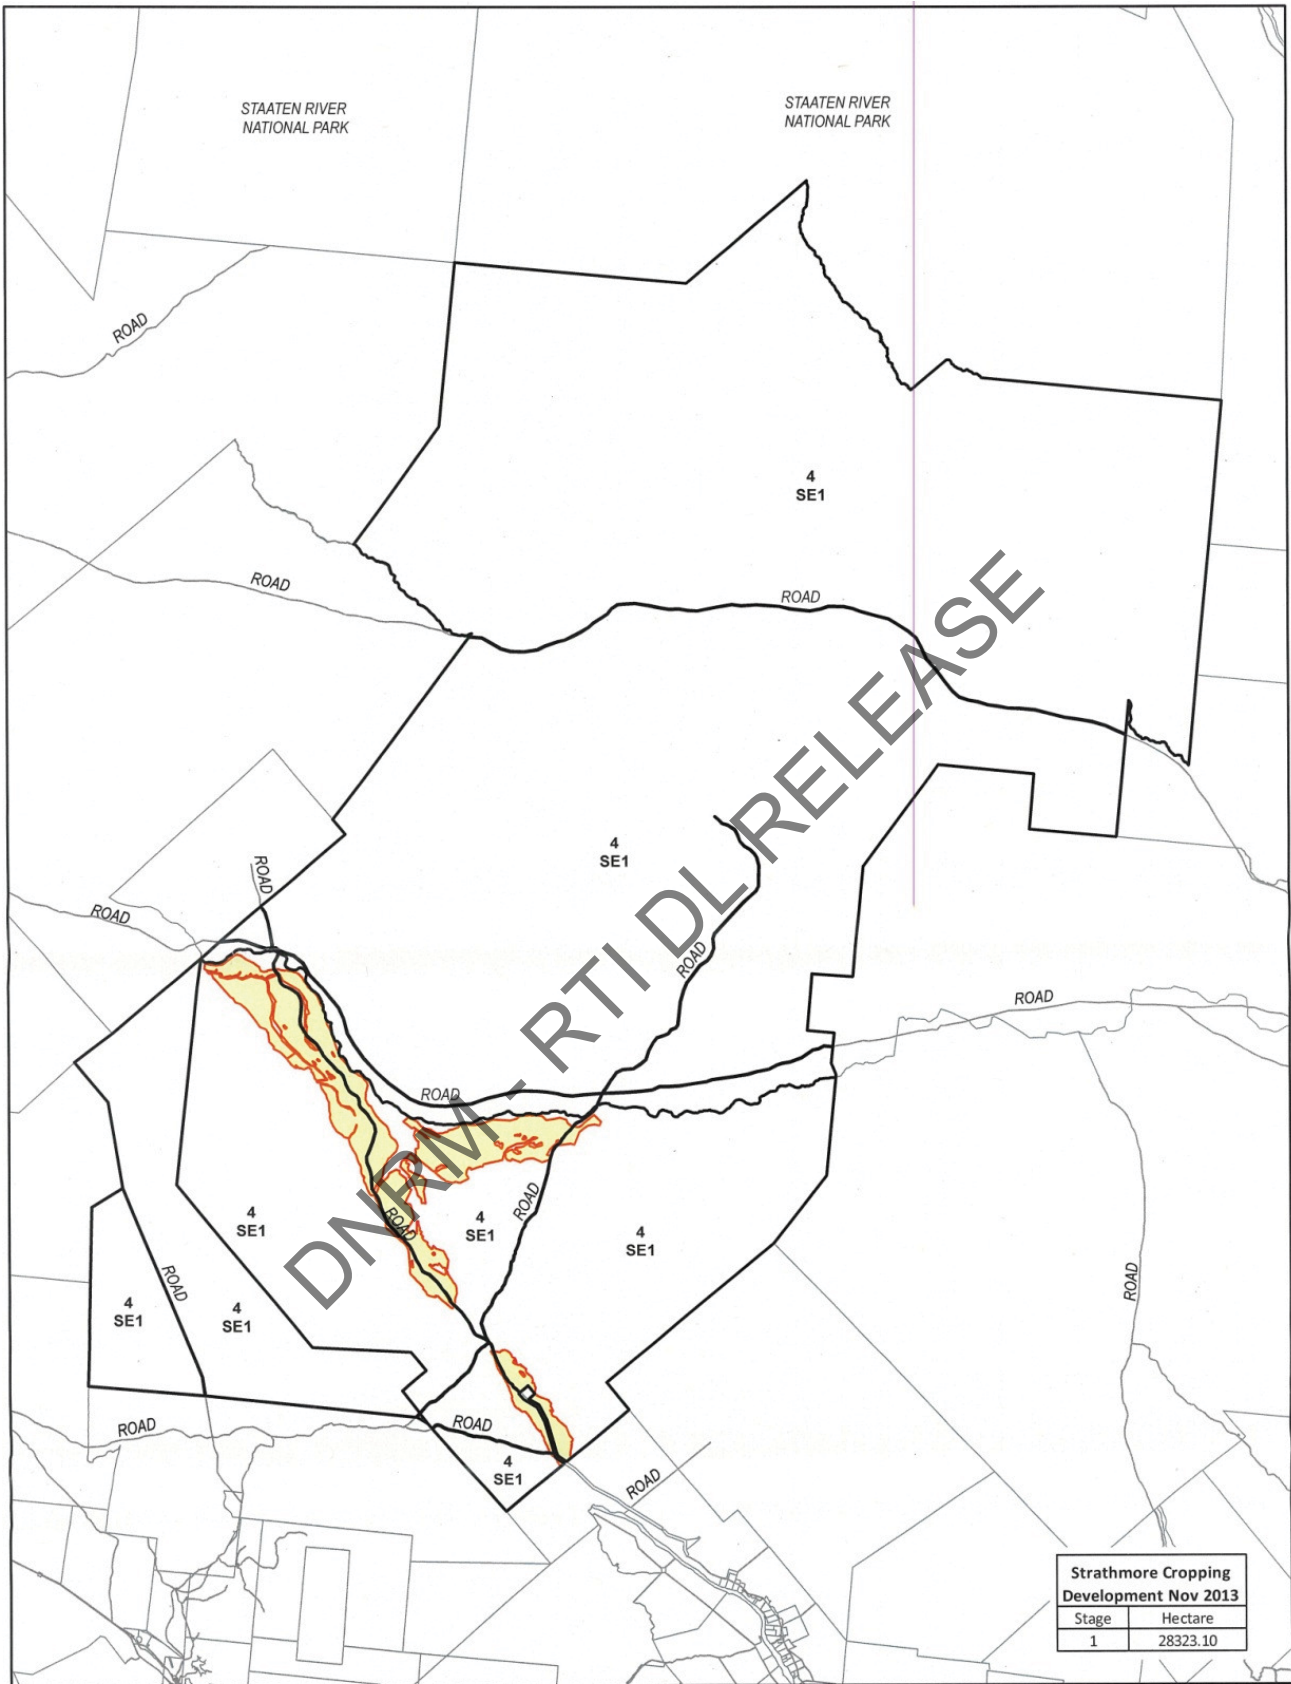 STAATEN RIVER
NATIONAL PARK
STAATEN RIVER
NATIONAL PARK
ROAD
4
SE1
ROAD
ROAD
4
SE1
ROAD
ROAD
ROAD
ROAD
ROAD
DNRM - RTI DL RELEASE
4
SE1
ROAD
4
SE1
ROAD
4
SE1
ROAD
ROAD
4
SE1
4
SE1
ROAD
ROAD
4
SE1
ROAD
Strathmore Cropping
Development Nov 2013
Stage Hectare
1 28323.10